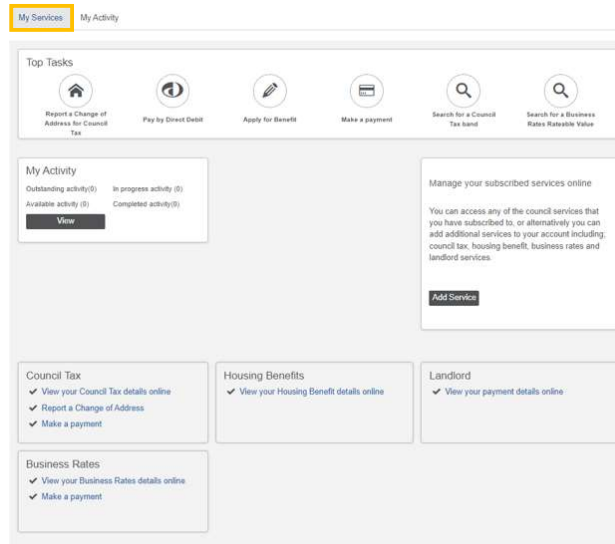 My Services My Activity
Top Tasks
Report a Change of
Address for Council
Tax
Pay by Direct Debit
Apply for Benefit
Make a payment
Search for a Council
Tax band
Search for a Business
Rates Rateable Value
My Activity
Outstanding activity(0) In progress activity (0)
Available activity (0) Completed activity(0)
View
Manage your subscribed services online
You can access any of the council services that
you have subscribed to, or alternatively you can
add additional services to your account including;
council tax, housing benefit, business rates and
landlord services.
Add Service
Council Tax
View your Council Tax details online
Report a Change of Address
Make a payment
Housing Benefits
View your Housing Benefit details online
Landlord
View your payment details online
Business Rates
View your Business Rates details online
Make a payment